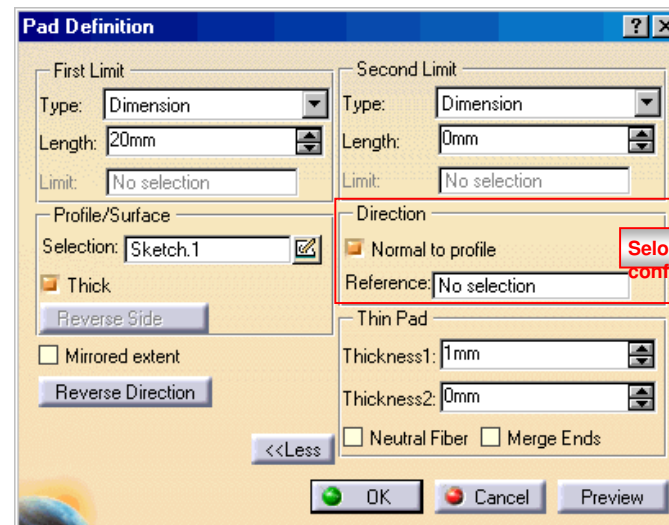 Pad Definition
First Limit
Type: Dimension
Length: 20mm
Limit: No selection
Profile/Surface
Selection: Sketch.1
Thick
Reverse Side
Mirrored extent
Reverse Direction
<<Less
Second Limit
Type: Dimension
Length: 0mm
Limit: No selection
Direction
Normal to profile
Reference: No selection
Thin Pad
Thickness1: 1mm
Thickness2: 0mm
Neutral Fiber Merge Ends
OK Cancel Preview